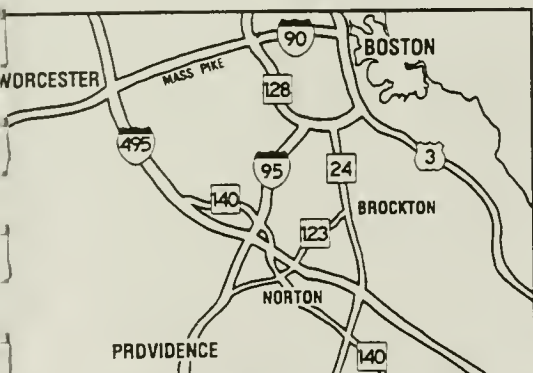 90
BOSTON
WORCESTER
MASS PIKE
128
495
95
24
3
140
BROCKTON
123
NORTON
PROVIDENCE
140